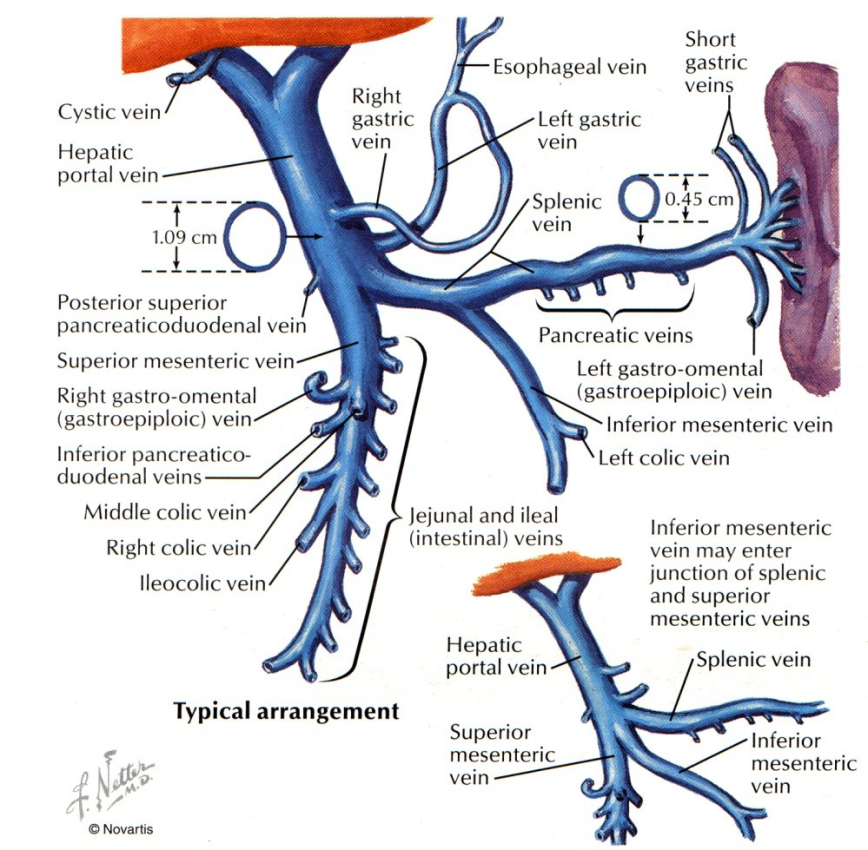 Cystic vein
Hepatic
portal vein
1.09 cm
Posterior superior
pancreaticoduodenal vein
Superior mesenteric vein
Right gastro-omental
(gastroepiploic) vein
Inferior pancreatico-
duodenal veins
Middle colic vein
Right colic vein
Ileocolic vein
Right
gastric
vein
Esophageal vein
Left gastric
vein
Short
gastric
veins
Splenic
vein
0.45 cm
Pancreatic veins
Left gastro-omental
(gastroepiploic) vein
Inferior mesenteric vein
Left colic vein
Jejunal and ileal
(intestinal) veins
Typical arrangement
Inferior mesenteric
vein may enter
junction of splenic
and superior
mesenteric veins
Hepatic
portal vein
Splenic vein
Superior
mesenteric
vein
Inferior
mesenteric
vein
F. Netter
M.D.
© Novartis